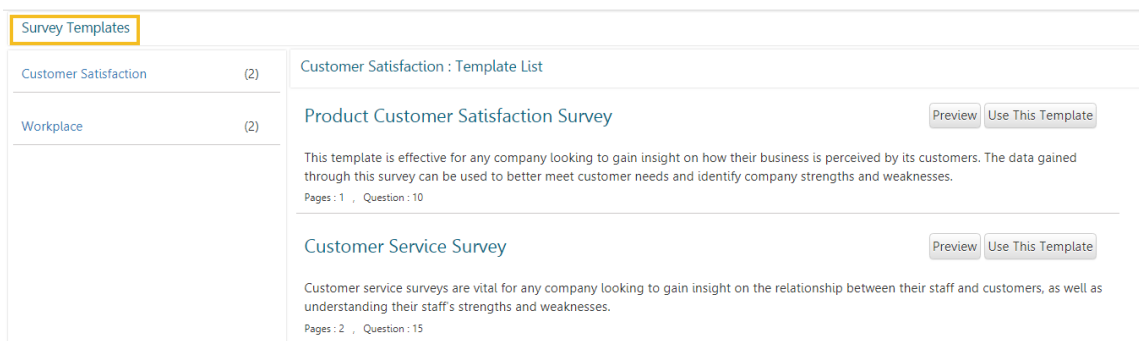 Survey Templates
Customer Satisfaction (2)
Workplace (2)
Customer Satisfaction : Template List
Product Customer Satisfaction Survey
Preview Use This Template
This template is effective for any company looking to gain insight on how their business is perceived by its customers. The data gained
through this survey can be used to better meet customer needs and identify company strengths and weaknesses.
Pages : 1 , Question : 10
Customer Service Survey
Preview Use This Template
Customer service surveys are vital for any company looking to gain insight on the relationship between their staff and customers, as well as
understanding their staff's strengths and weaknesses.
Pages : 2 , Question : 15